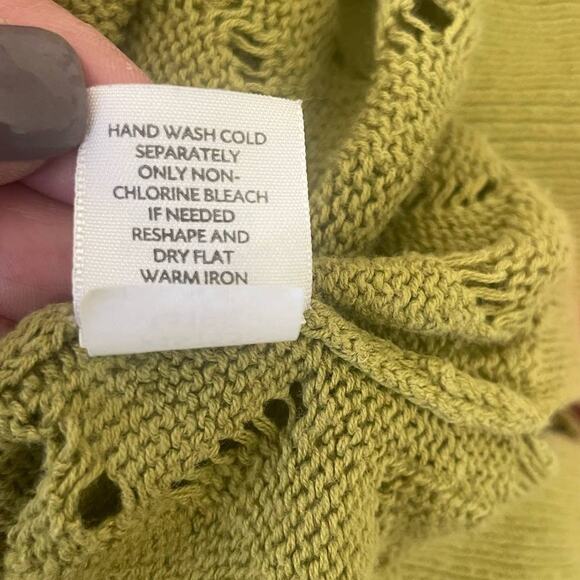 HAND WASH COLD
SEPARATELY
ONLY NON-
CHLORINE BLEACH
IF NEEDED
RESHAPE AND
DRY FLAT
WARM IRON